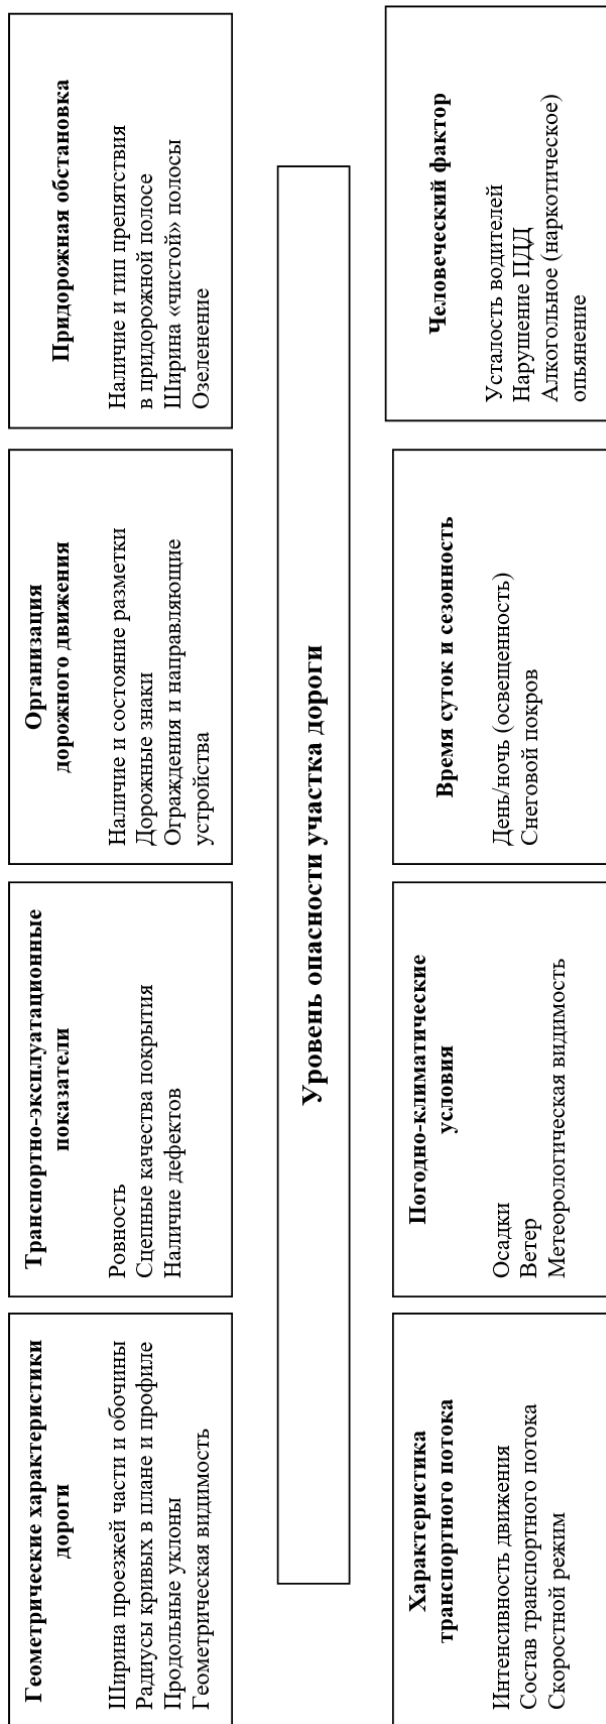 Геометрические характеристики
дороги
Ширина проезжей части и обочины
Радиусы кривых в плане и профиле
Продольные уклоны
Геометрическая видимость
Транспортно-эксплуатационные
показатели
Ровность
Сцепные качества покрытия
Наличие дефектов
Организация
дорожного движения
Наличие и состояние разметки
Дорожные знаки
Ограждения и направляющие
устройства
Придорожная обстановка
Наличие и тип препятствия
в придорожной полосе
Ширина «чистой» полосы
Озеленение
Уровень опасности участка дороги
Характеристика
транспортного потока
Интенсивность движения
Состав транспортного потока
Скоростной режим
Погодно-климатические
условия
Осадки
Ветер
Метеорологическая видимость
Время суток и сезонность
День/ночь (освещенность)
Снеговой покров
Человеческий фактор
Усталость водителей
Нарушение ПДД
Алкогольное (наркотическое)
опьянение